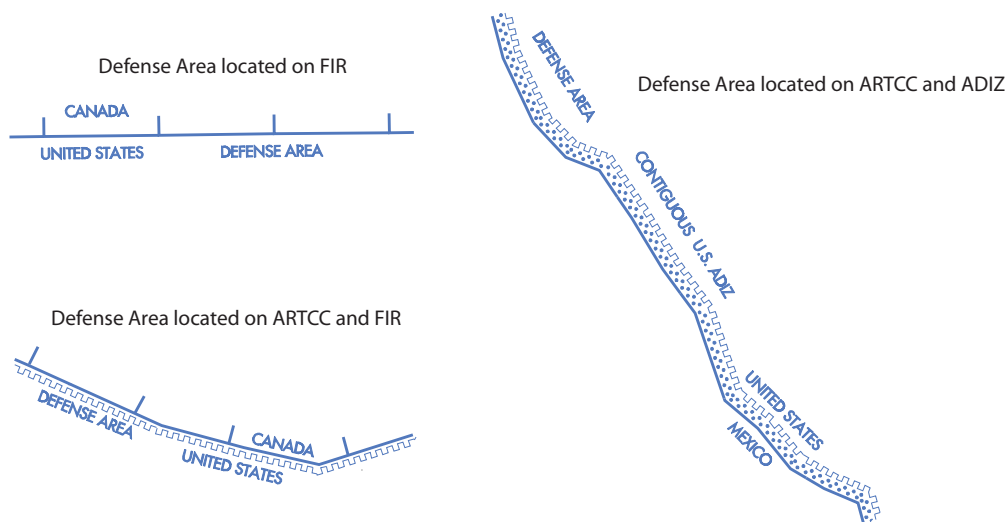 Defense Area located on FIR
CANADA
UNITED STATES
DEFENSE AREA
Defense Area located on ARTCC and FIR
DEFENSE AREA
CANADA
UNITED STATES
Defense Area located on ARTCC and ADIZ
DEFENSE AREA
CONTIGUOUS U.S. ADIZ
UNITED STATES
MEXICO